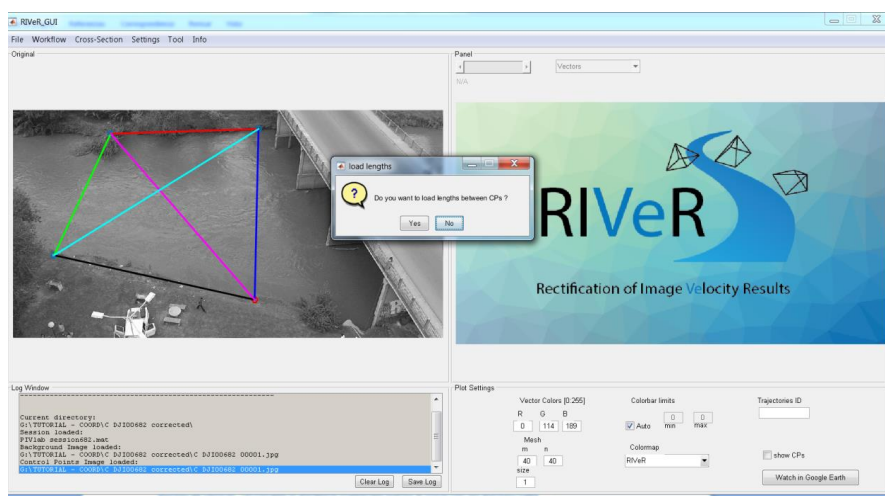 RIVeR_GUI
File Workflow Cross-Section Settings Tool Info
Original
Panel
Vectors
N/A
load lengths
Do you want to load lengths between CPs ?
Yes No
RIVeR
Rectification of Image Velocity Results
Log Window
Current directory:
G:\TUTORIAL - COORD\C DJI00682 corrected\
Session loaded:
PIVlab session682.mat
Background Image loaded:
G:\TUTORIAL - COORD\C DJI00682 corrected\C DJI00682 00001.jpg
Control Points Image loaded:
G:\TUTORIAL - COORD\C DJI00682 corrected\C DJI00682 00001.jpg
Clear Log Save Log
Plot Settings
Vector Colors [0:255]
R G B
0 114 189
Mesh
m n
40 40
size
1
Colorbar limits
0 0
Auto min max
Colormap
RIVeR
Trajectories ID
show CPs
Watch in Google Earth